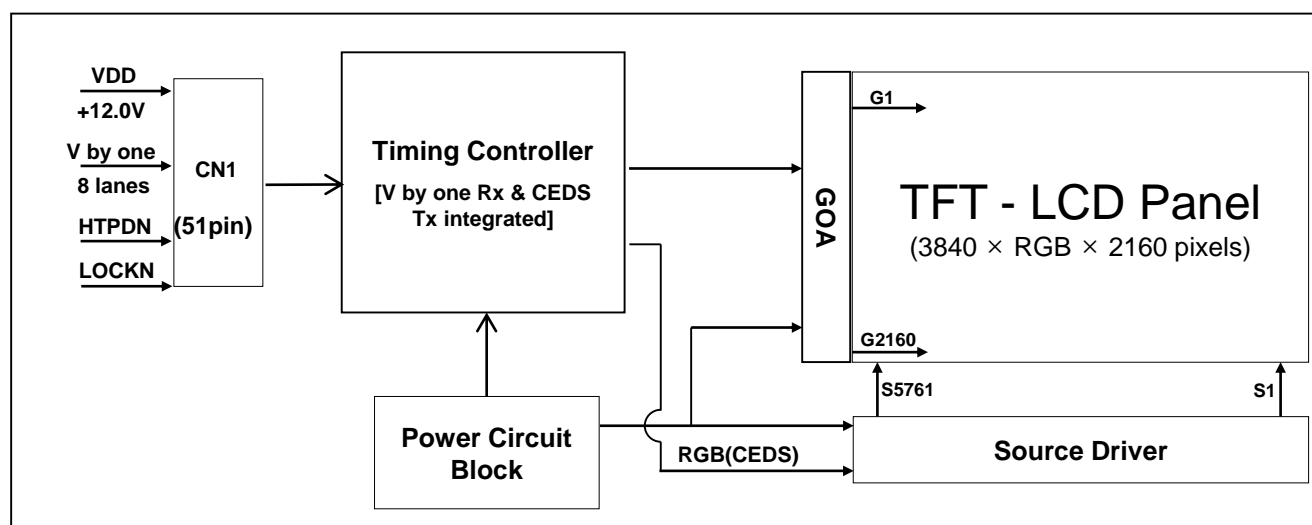 VDD
+12.0V
V by one
8 lanes
HTPDN
LOCKN
CN1
(51pin)
Timing Controller
[V by one Rx & CEDS
Tx integrated]
Power Circuit
Block
RGB(CEDS)
GOA
G1
TFT - LCD Panel
(3840 × RGB × 2160 pixels)
G2160
S5761
S1
Source Driver